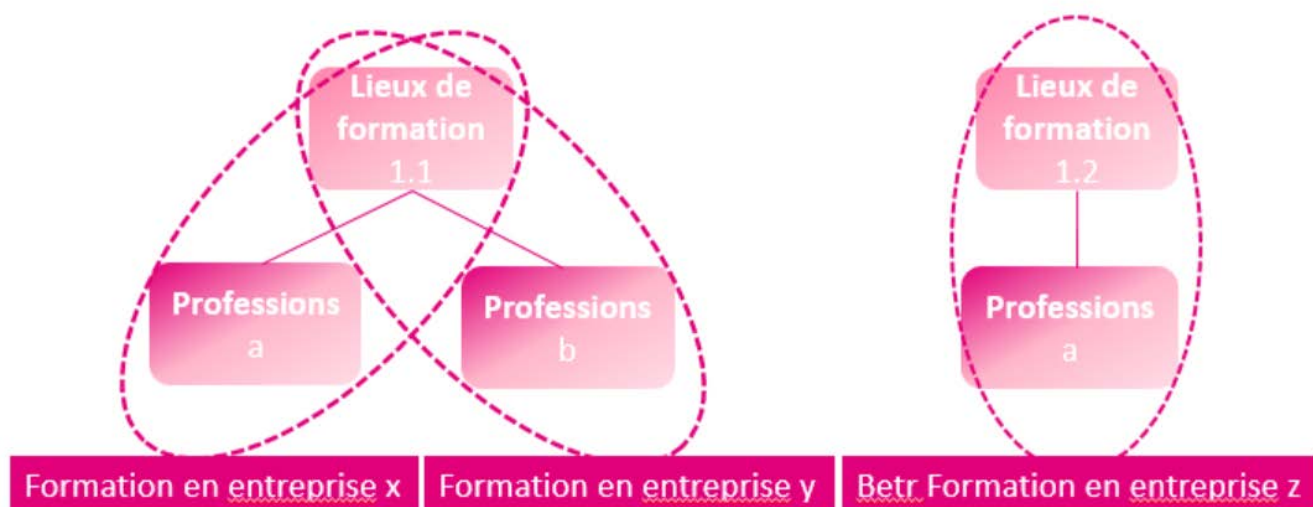 Lieux de
formation
1.1
Lieux de
formation
1.2
Professions
a
Professions
b
Professions
a
Formation en entreprise x
Formation en entreprise y
Betr Formation en entreprise z